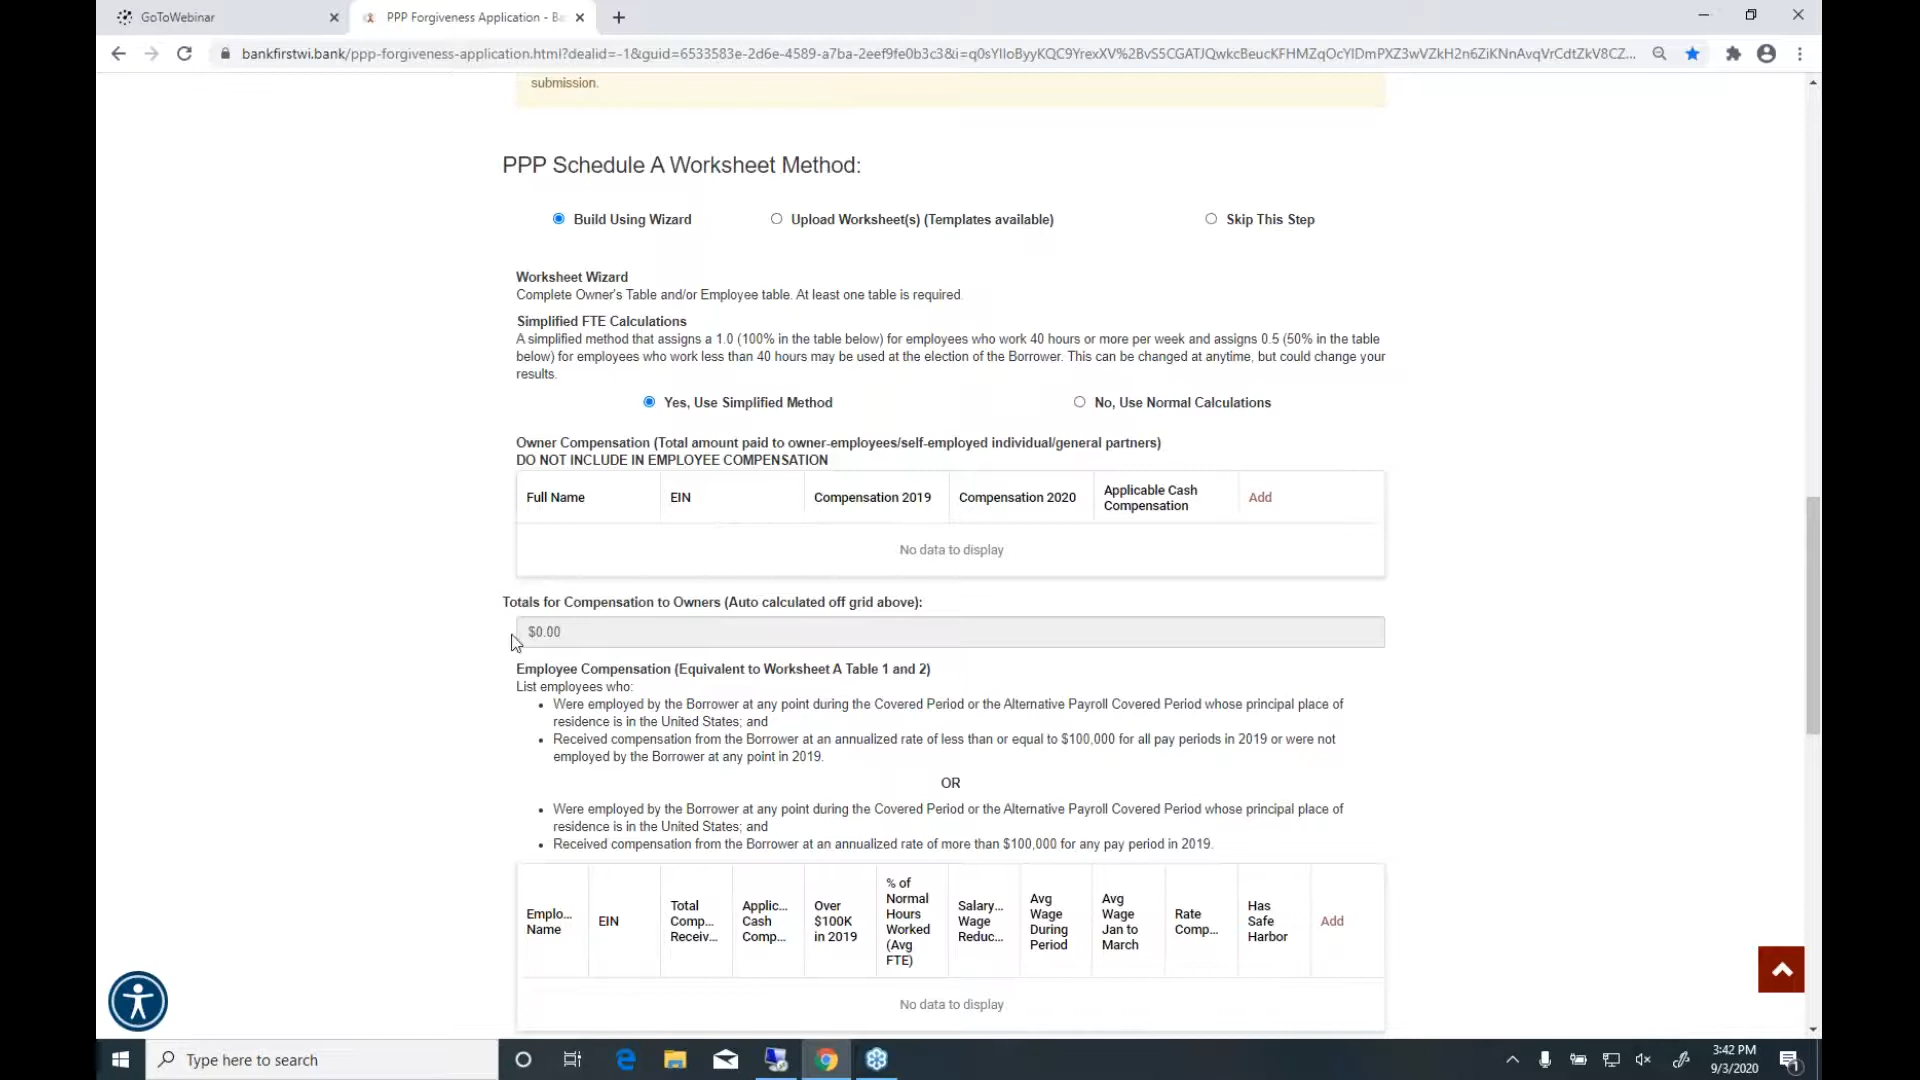 GoToWebinar
PPP Forgiveness Application - Ba
bankfirstwi.bank/ppp-forgiveness-application.html?dealid=-1&guid=6533583e-2d6e-4589-a7ba-2eef9fe0b3c3&i=q0sYIloByyKQC9YrexXV%2BvS5CGATJQwkcBeucKFHMZqOcYlDmPXZ3wVZkH2n6ZiKNnAvqVrCdtZkV8CZ...
submission.
PPP Schedule A Worksheet Method:
Build Using Wizard
Upload Worksheet(s) (Templates available)
Skip This Step
Worksheet Wizard
Complete Owner's Table and/or Employee table. At least one table is required.
Simplified FTE Calculations
A simplified method that assigns a 1.0 (100% in the table below) for employees who work 40 hours or more per week and assigns 0.5 (50% in the table
below) for employees who work less than 40 hours may be used at the election of the Borrower. This can be changed at anytime, but could change your
results.
Yes, Use Simplified Method
No, Use Normal Calculations
Owner Compensation (Total amount paid to owner-employees/self-employed individual/general partners)
DO NOT INCLUDE IN EMPLOYEE COMPENSATION
Full Name
EIN
Compensation 2019
Compensation 2020
Applicable Cash
Compensation
Add
No data to display
Totals for Compensation to Owners (Auto calculated off grid above):
$0.00
Employee Compensation (Equivalent to Worksheet A Table 1 and 2)
List employees who:
• Were employed by the Borrower at any point during the Covered Period or the Alternative Payroll Covered Period whose principal place of
residence is in the United States; and
• Received compensation from the Borrower at an annualized rate of less than or equal to $100,000 for all pay periods in 2019 or were not
employed by the Borrower at any point in 2019.
OR
• Were employed by the Borrower at any point during the Covered Period or the Alternative Payroll Covered Period whose principal place of
residence is in the United States; and
• Received compensation from the Borrower at an annualized rate of more than $100,000 for any pay period in 2019.
Emplo...
Name
EIN
Total
Comp...
Receiv...
Applic...
Cash
Comp...
Over
$100K
in 2019
% of
Normal
Hours
Worked
(Avg
FTE)
Salary...
Wage
Reduc...
Avg
Wage
During
Period
Avg
Wage
Jan to
March
Rate
Comp...
Has
Safe
Harbor
Add
No data to display
Type here to search
3:42 PM
9/3/2020
1